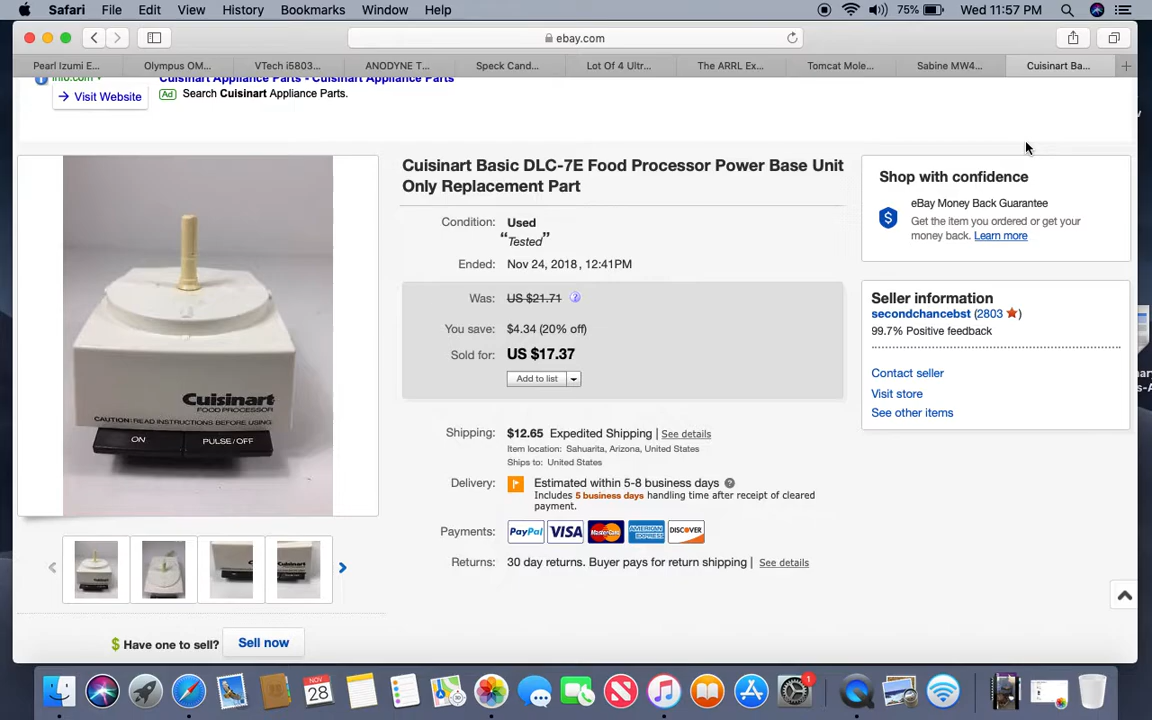 Safari File Edit View History Bookmarks Window Help 75% Wed 11:57 PM
ebay.com
Pearl Izumi E... Olympus OM... VTech i5803... ANODYNE T... Speck Cand... Lot Of 4 Ultr... The ARRL Ex... Tomcat Mole... Sabine MW4... Cuisinart Ba...
Cuisinart Appliance Parts - Cuisinart Appliance Parts
→ Visit Website
Ad Search Cuisinart Appliance Parts.
Cuisinart Basic DLC-7E Food Processor Power Base Unit
Only Replacement Part
Condition: Used
“Tested”
Ended: Nov 24, 2018 , 12:41PM
Was: US $21.71
You save: $4.34 (20% off)
Sold for: US $17.37
Add to list
Shipping: $12.65 Expedited Shipping | See details
Item location: Sahuarita, Arizona, United States
Ships to: United States
Delivery: Estimated within 5-8 business days
Includes 5 business days handling time after receipt of cleared
payment.
Payments: PayPal VISA MasterCard AMERICAN EXPRESS DISCOVER
Returns: 30 day returns. Buyer pays for return shipping | See details
Shop with confidence
eBay Money Back Guarantee
Get the item you ordered or get your
money back. Learn more
Seller information
secondchancebst (2803 )
99.7% Positive feedback
Contact seller
Visit store
See other items
Cuisinart
FOOD PROCESSOR
CAUTION: READ INSTRUCTIONS BEFORE USING
ON PULSE/OFF
Have one to sell? Sell now
NOV
28
1